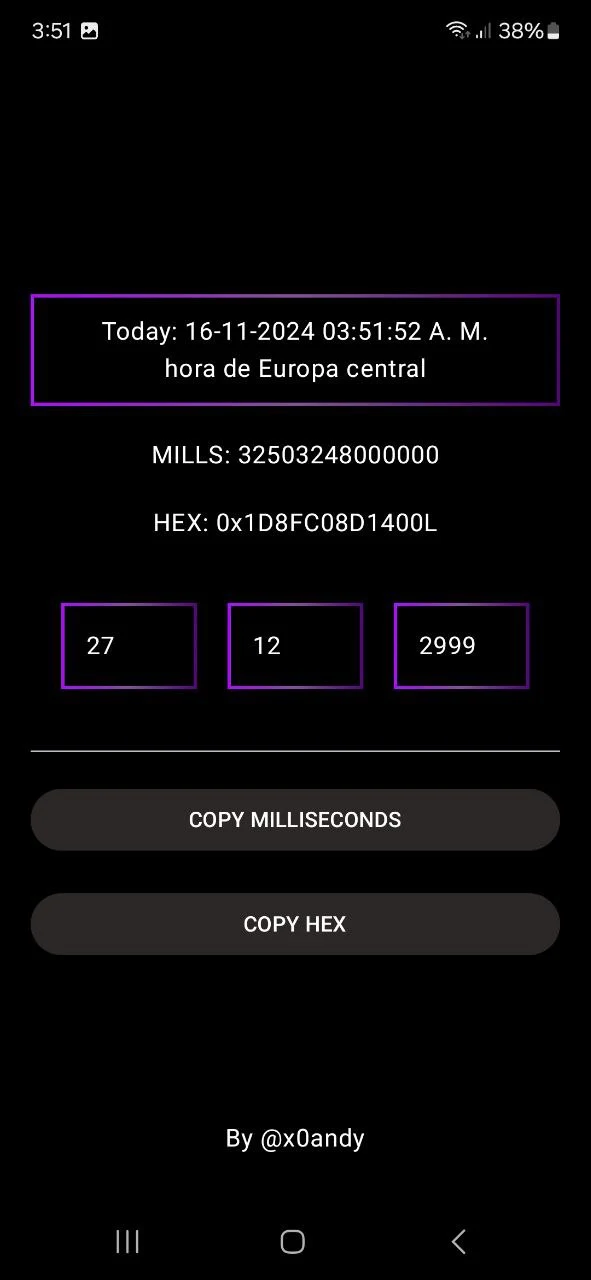 3:51
38%
Today: 16-11-2024 03:51:52 A. M.
hora de Europa central
MILLS: 32503248000000
HEX: 0x1D8FC08D1400L
27 12 2999
COPY MILLISECONDS
COPY HEX
By @x0andy